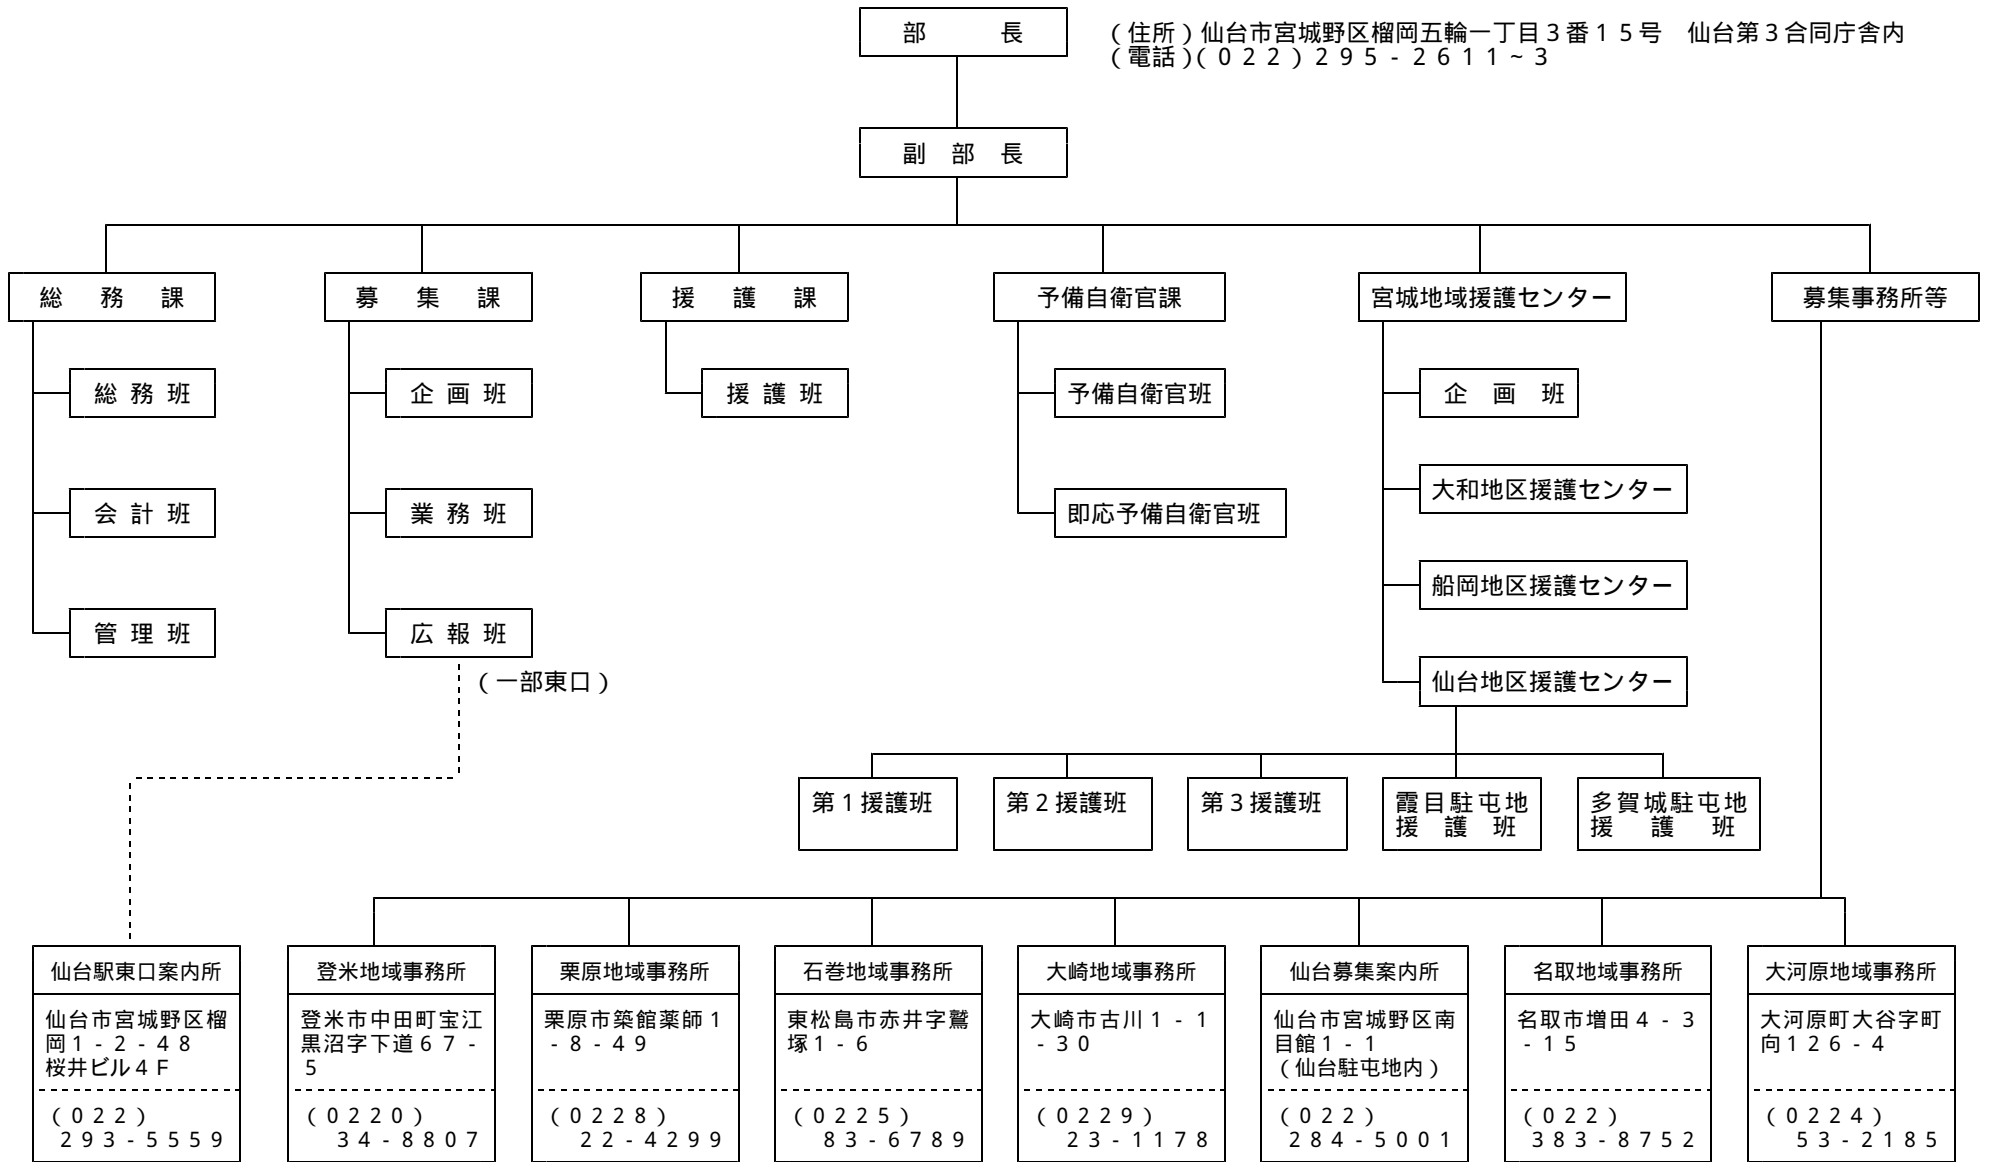 部　　　長
（住所）仙台市宮城野区榴岡五輪一丁目３番１５号　仙台第３合同庁舎内
（電話）（０２２）２９５-２６１１~３
副　部　長
総　務　課
募　集　課
援　護　課
予備自衛官課
宮城地域援護センター
募集事務所等
総 務 班
企 画 班
援 護 班
予備自衛官班
企　画　班
大和地区援護センター
会 計 班
業 務 班
即応予備自衛官班
船岡地区援護センター
管 理 班
広 報 班
（一部東口）
仙台地区援護センター
第１援護班
第２援護班
第３援護班
霞目駐屯地
援　護　班
多賀城駐屯地
援　　護　　班
仙台駅東口案内所
仙台市宮城野区榴
岡１-２-４８
桜井ビル４Ｆ
（０２２）
２９３-５５５９
登米地域事務所
登米市中田町宝江
黒沼字下道６７-
５
（０２２０）
３４-８８０７
栗原地域事務所
栗原市築館薬師１
-８-４９
（０２２８）
２２-４２９９
石巻地域事務所
東松島市赤井字鷲
塚１-６
（０２２５）
８３-６７８９
大崎地域事務所
大崎市古川１-１
-３０
（０２２９）
２３-１１７８
仙台募集案内所
仙台市宮城野区南
目館１-１
（仙台駐屯地内）
（０２２）
２８４-５００１
名取地域事務所
名取市増田４-３
-１５
（０２２）
３８３-８７５２
大河原地域事務所
大河原町大谷字町
向１２６-４
（０２２４）
５３-２１８５